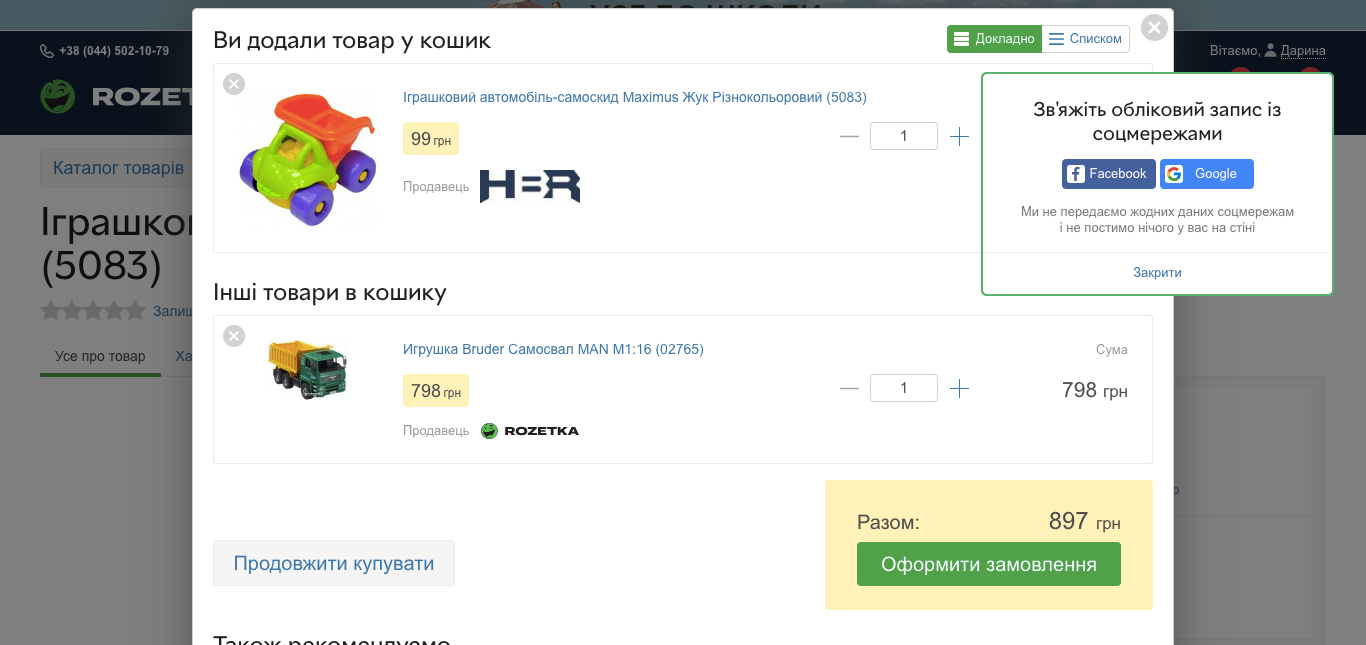 +38 (044) 502-10-79
Вітаємо, Дарина
ROZET
Каталог товарів
Іграшков
(5083)
Залиш
Усе про товар
Ха
Ви додали товар у кошик
Докладно
Списком
Іграшковий автомобіль-самоскид Maximus Жук Різнокольоровий (5083)
99 грн
1
Продавець
Зв'яжіть обліковий запис із
соцмережами
Facebook
Google
Ми не передаємо жодних даних соцмережам
і не постимо нічого у вас на стіні
Закрити
Інші товари в кошику
Игрушка Bruder Самосвал MAN M1:16 (02765)
Сума
798 грн
1
798 грн
Продавець ROZETKA
Разом: 897 грн
Продовжити купувати
Оформити замовлення
Також рекомендуємо